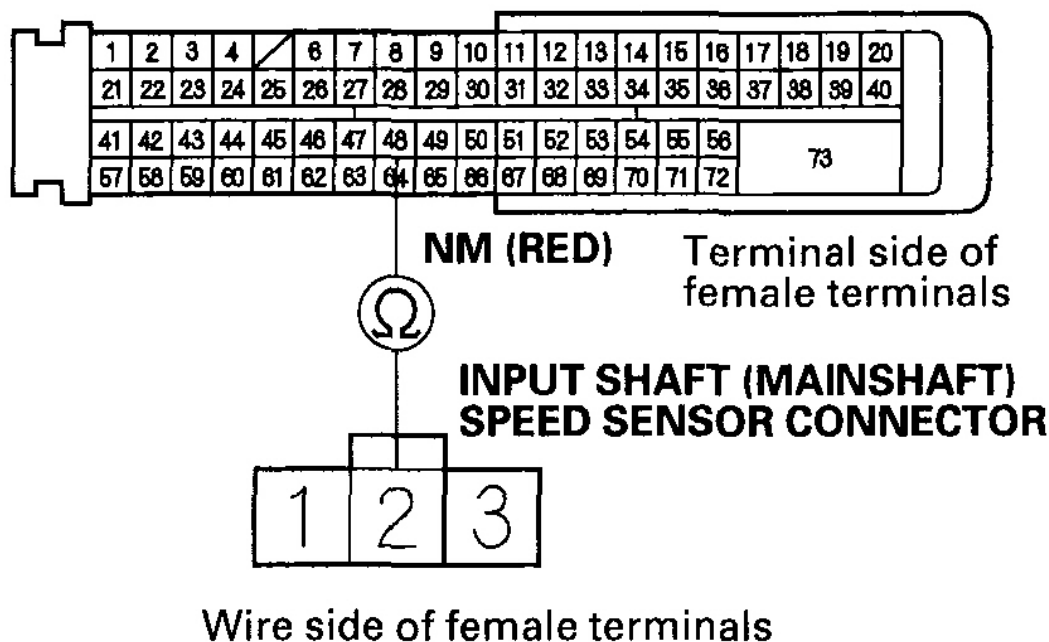 1 2 3 4 6 7 8 9 10 11 12 13 14 15 16 17 18 19 20
21 22 23 24 25 26 27 28 29 30 31 32 33 34 35 36 37 38 39 40
41 42 43 44 45 46 47 48 49 50 51 52 53 54 55 56 73
57 58 59 60 61 62 63 64 65 66 67 68 69 70 71 72
NM (RED)
Terminal side of
female terminals
Ω
INPUT SHAFT (MAINSHAFT)
SPEED SENSOR CONNECTOR
1 2 3
Wire side of female terminals